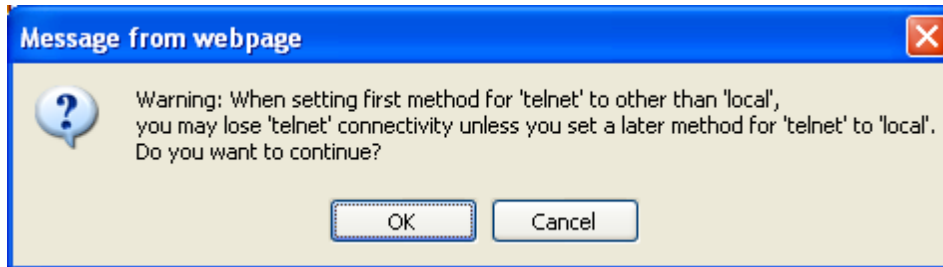 Message from webpage
Warning: When setting first method for 'telnet' to other than 'local',
you may lose 'telnet' connectivity unless you set a later method for 'telnet' to 'local'.
Do you want to continue?
OK
Cancel